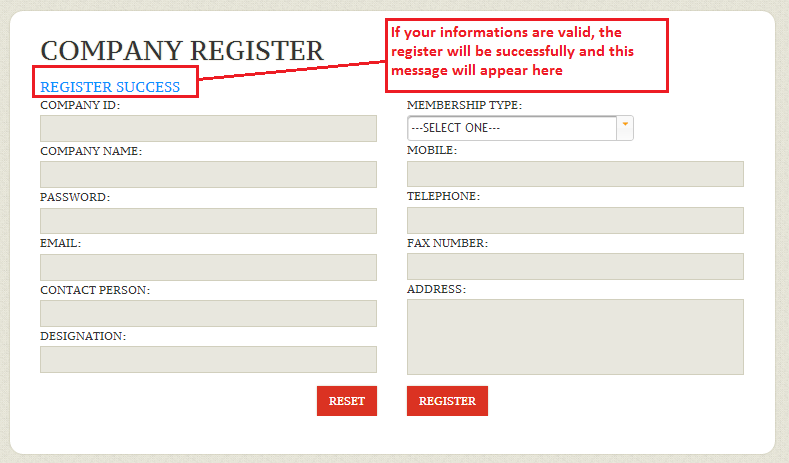 COMPANY REGISTER
REGISTER SUCCESS
If your informations are valid, the
register will be successfully and this
message will appear here
COMPANY ID:
COMPANY NAME:
PASSWORD:
EMAIL:
CONTACT PERSON:
DESIGNATION:
RESET
MEMBERSHIP TYPE:
---SELECT ONE---
MOBILE:
TELEPHONE:
FAX NUMBER:
ADDRESS:
REGISTER